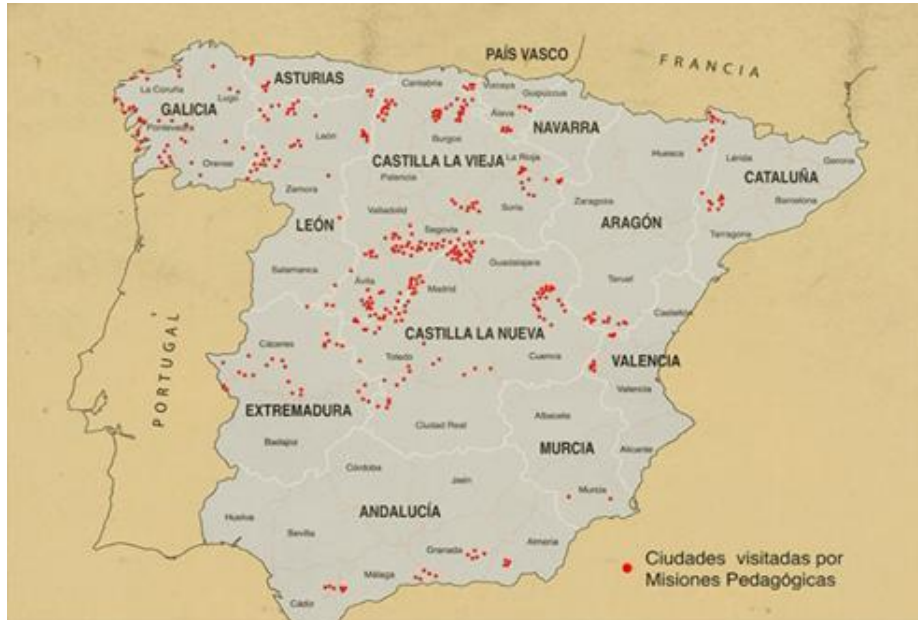 PAÍS VASCO
FRANCIA
ASTURIAS
Cantabria
Vizcaya
Guipúzcua
La Coruña
Lugo
GALICIA
Álava
NAVARRA
Pontevedra
León
Burgos
Orense
CASTILLA LA VIEJA
La Rioja
Huesca
Lérida
Gerona
CATALUÑA
Palencia
Zamora
Zaragoza
Barcelona
Valladolid
Soria
LEÓN
Segovia
ARAGÓN
Tarragona
Salamanca
Ávila
Guadalajara
Madrid
Teruel
Castellón
PORTUGAL
CASTILLA LA NUEVA
Cáceres
Toledo
Cuenca
VALENCIA
Valencia
EXTREMADURA
Albacete
Ciudad Real
Badajoz
MURCIA
Alicante
Córdoba
Jaén
Murcia
ANDALUCÍA
Huelva
Sevilla
Granada
Almería
Málaga
Cádiz
Ciudades visitadas por
Misiones Pedagógicas